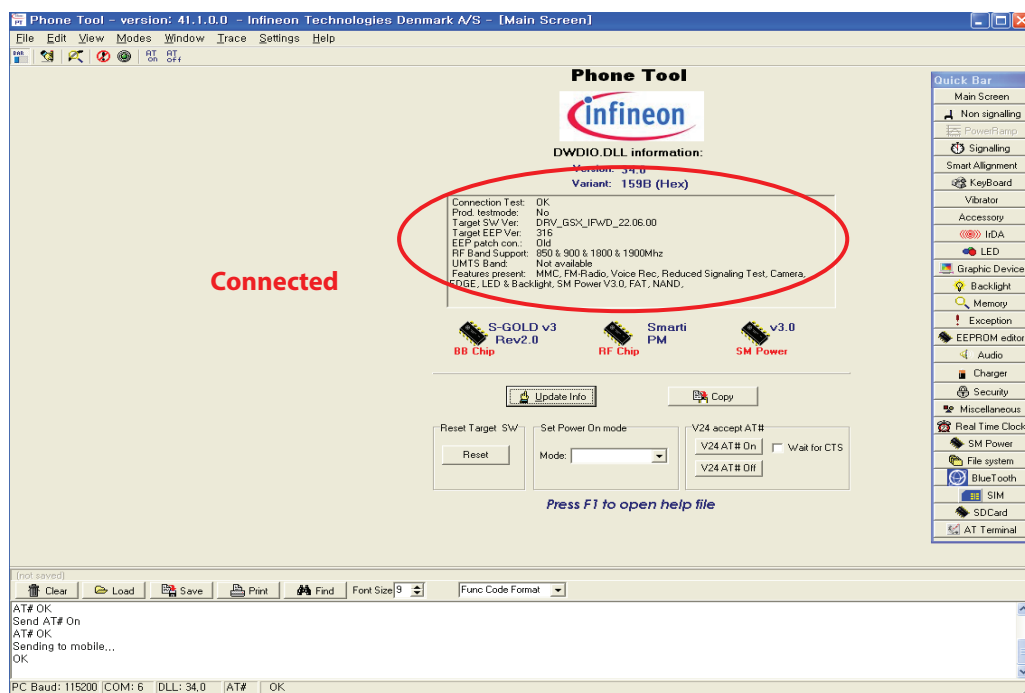 Phone Tool - version: 41.1.0.0 - Infineon Technologies Denmark A/S - [Main Screen]
File Edit View Modes Window Trace Settings Help
BAR AT on AT off
Phone Tool
infineon
DWDIO.DLL information:
Version: 34.0
Variant: 159B (Hex)
Connection Test: OK
Prod. testmode: No
Target SW Ver: DRV_GSX_IFWD_22.06.00
Target EEP Ver: 316
EEP patch con.: Old
RF Band Support: 850 & 900 & 1800 & 1900Mhz
UMTS Band: Not available
Features present: MMC, FM-Radio, Voice Rec, Reduced Signaling Test, Camera,
EDGE, LED & Backlight, SM Power V3.0, FAT, NAND,
Connected
S-GOLD v3
Rev2.0
BB Chip
Smarti
PM
RF Chip
v3.0
SM Power
Update Info
Copy
Reset Target SW
Reset
Set Power On mode
Mode:
V24 accept AT#
V24 AT# On
Wait for CTS
V24 AT# Off
Press F1 to open help file
Quick Bar
Main Screen
Non signalling
PowerRamp
Signalling
Smart Allignment
KeyBoard
Vibrator
Accessory
IrDA
LED
Graphic Device
Backlight
Memory
Exception
EEPROM editor
Audio
Charger
Security
Miscellaneous
Real Time Clock
SM Power
File system
BlueTooth
SIM
SDCard
AT Terminal
(not saved)
Clear Load Save Print Find Font Size 9 Func Code Format
AT# OK
Send AT# On
AT# OK
Sending to mobile...
OK
PC Baud: 115200 COM: 6 DLL: 34,0 AT# OK